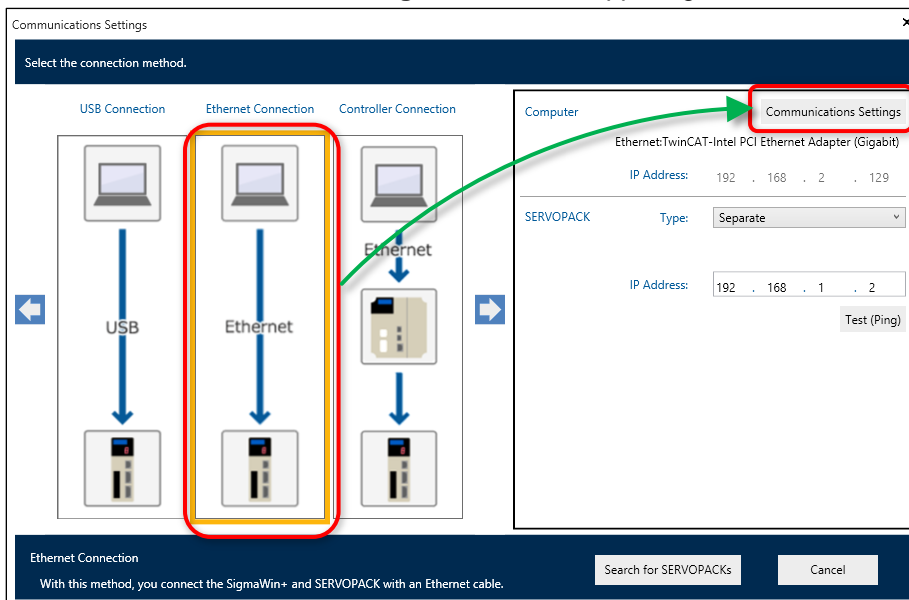 Communications Settings
Select the connection method.
USB Connection
Ethernet Connection
Controller Connection
USB
Ethernet
Ethernet
Computer
Communications Settings
Ethernet:TwinCAT-Intel PCI Ethernet Adapter (Gigabit)
IP Address: 192 . 168 . 2 . 129
SERVOPACK Type: Separate
IP Address: 192 . 168 . 1 . 2
Test (Ping)
Ethernet Connection
With this method, you connect the SigmaWin+ and SERVOPACK with an Ethernet cable.
Search for SERVOPACKs
Cancel